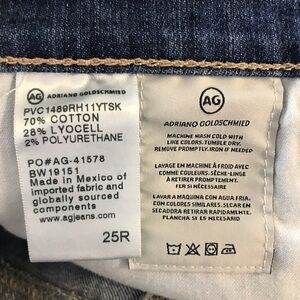 AG ADRIANO GOLDSCHMIED
PVC1489RH11YTSK
70% COTTON
28% LYOCELL
2% POLYURETHANE
PO#AG-41578
BW19151
Made in Mexico of
imported fabric and
globally sourced
components
www.agjeans.com
25R
AG
ADRIANO GOLDSCHMIED
MACHINE WASH COLD WITH
LIKE COLORS. TUMBLE DRY.
REMOVE PROMPTLY. IRON IF NEEDED
LAVAGE EN MACHINE À FROID AVEC
COMME COULEURS. SÈCHE-LINGE
À RETIRER PROMPTEMENT.
FER SI NÉCESSAIRE
LAVAR A MAQUINA CON AGUA FRIA.
CON COLORES SIMILARES. SECAR EN
SECADORA RETIRAR RAPIDAMENTE.
PLANCHA SI ES NECESARIO